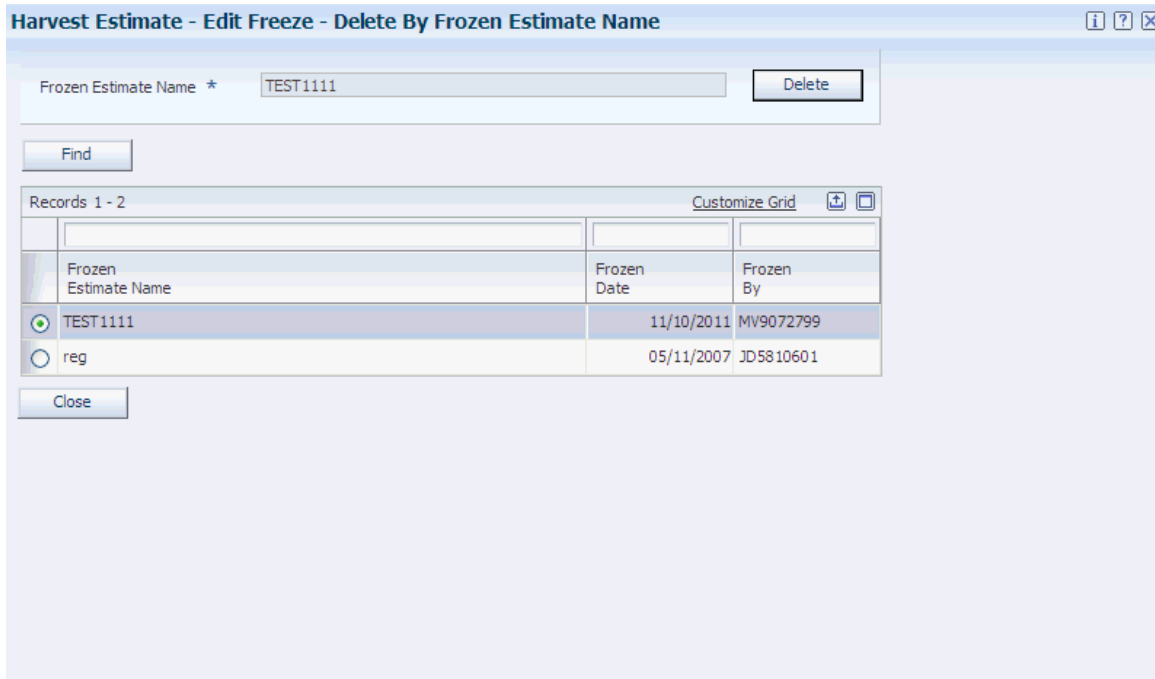 Harvest Estimate - Edit Freeze - Delete By Frozen Estimate Name
Frozen Estimate Name * TEST1111 Delete
Find
Records 1 - 2 Customize Grid
Frozen Estimate Name Frozen Date Frozen By
TEST1111 11/10/2011 MV9072799
reg 05/11/2007 JD5810601
Close